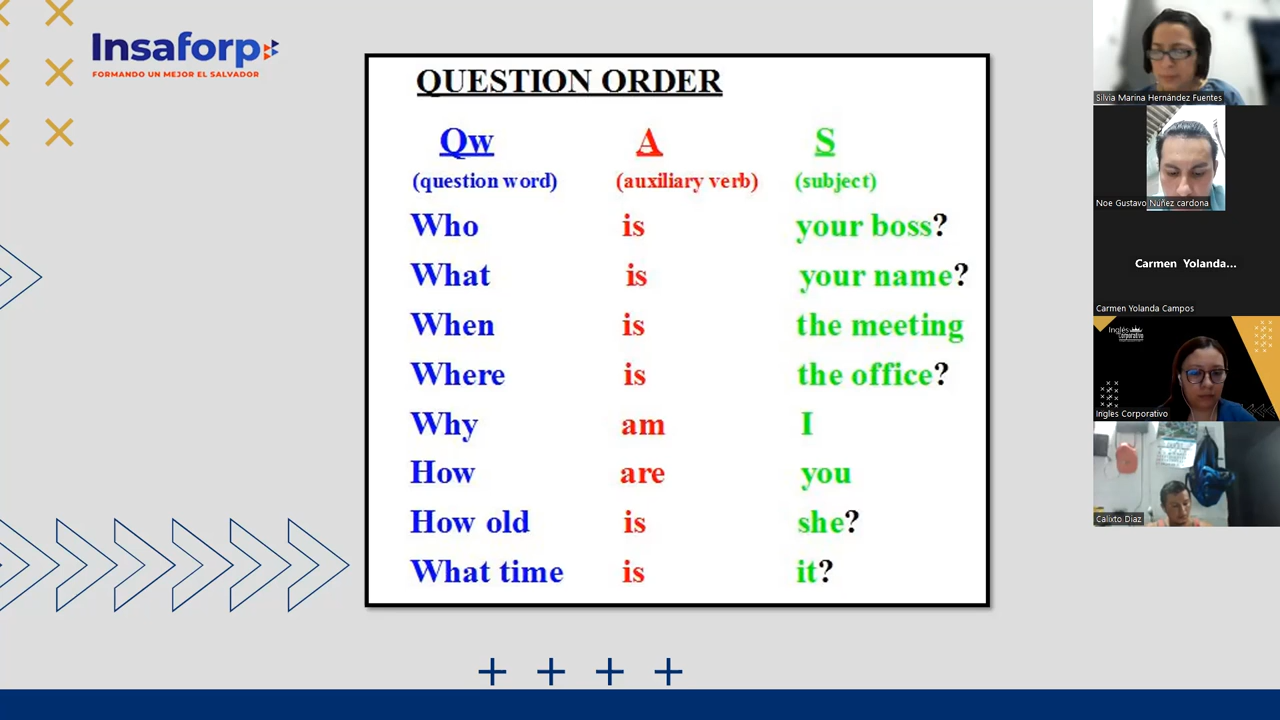 Insaforp
FORMANDO UN MEJOR EL SALVADOR
QUESTION ORDER
Qw A S
(question word) (auxiliary verb) (subject)
Who is your boss?
What is your name?
When is the meeting
Where is the office?
Why am I
How are you
How old is she?
What time is it?
Silvia Marina Hernández Fuentes
Noe Gustavo Nuñez cardona
Carmen Yolanda...
Carmen Yolanda Campos
Inglés
Corporativo
Ingles Corporativo
Calixto Diaz